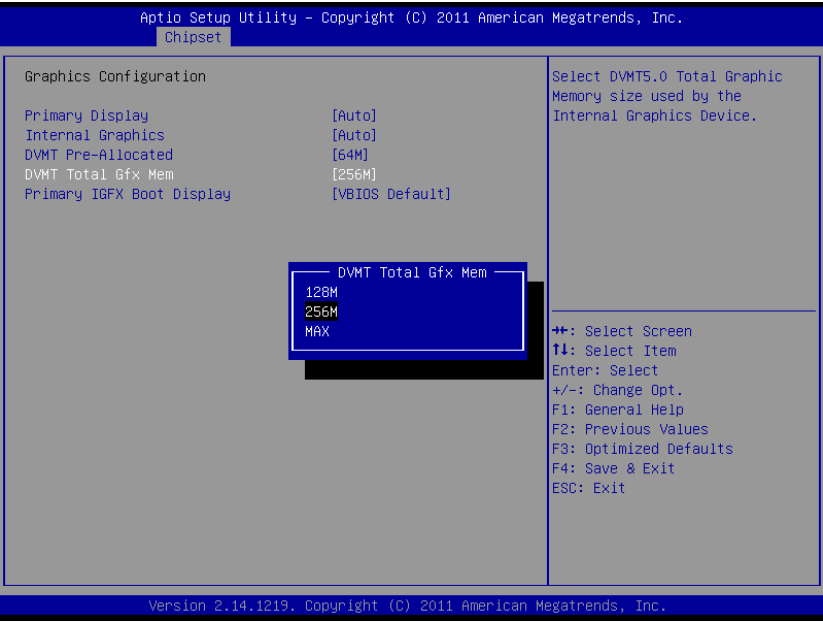 Aptio Setup Utility – Copyright (C) 2011 American Megatrends, Inc.
Chipset
Graphics Configuration
Primary Display [Auto]
Internal Graphics [Auto]
DVMT Pre-Allocated [64M]
DVMT Total Gfx Mem [256M]
Primary IGFX Boot Display [VBIOS Default]
DVMT Total Gfx Mem
128M
256M
MAX
Select DVMT5.0 Total Graphic
Memory size used by the
Internal Graphics Device.
→←: Select Screen
↑↓: Select Item
Enter: Select
+/-: Change Opt.
F1: General Help
F2: Previous Values
F3: Optimized Defaults
F4: Save & Exit
ESC: Exit
Version 2.14.1219. Copyright (C) 2011 American Megatrends, Inc.